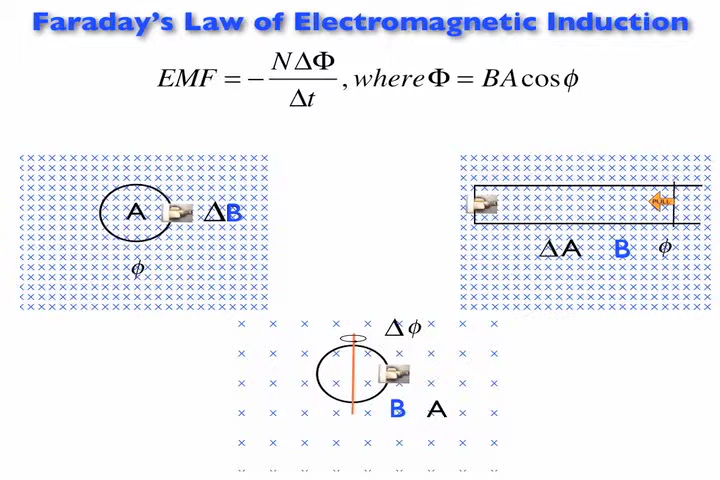 Faraday's Law of Electromagnetic Induction
EMF = − NΔΦ / Δt , where Φ = BA cos ϕ
A ΔB
ϕ
PULL
ΔA B ϕ
Δϕ
B A